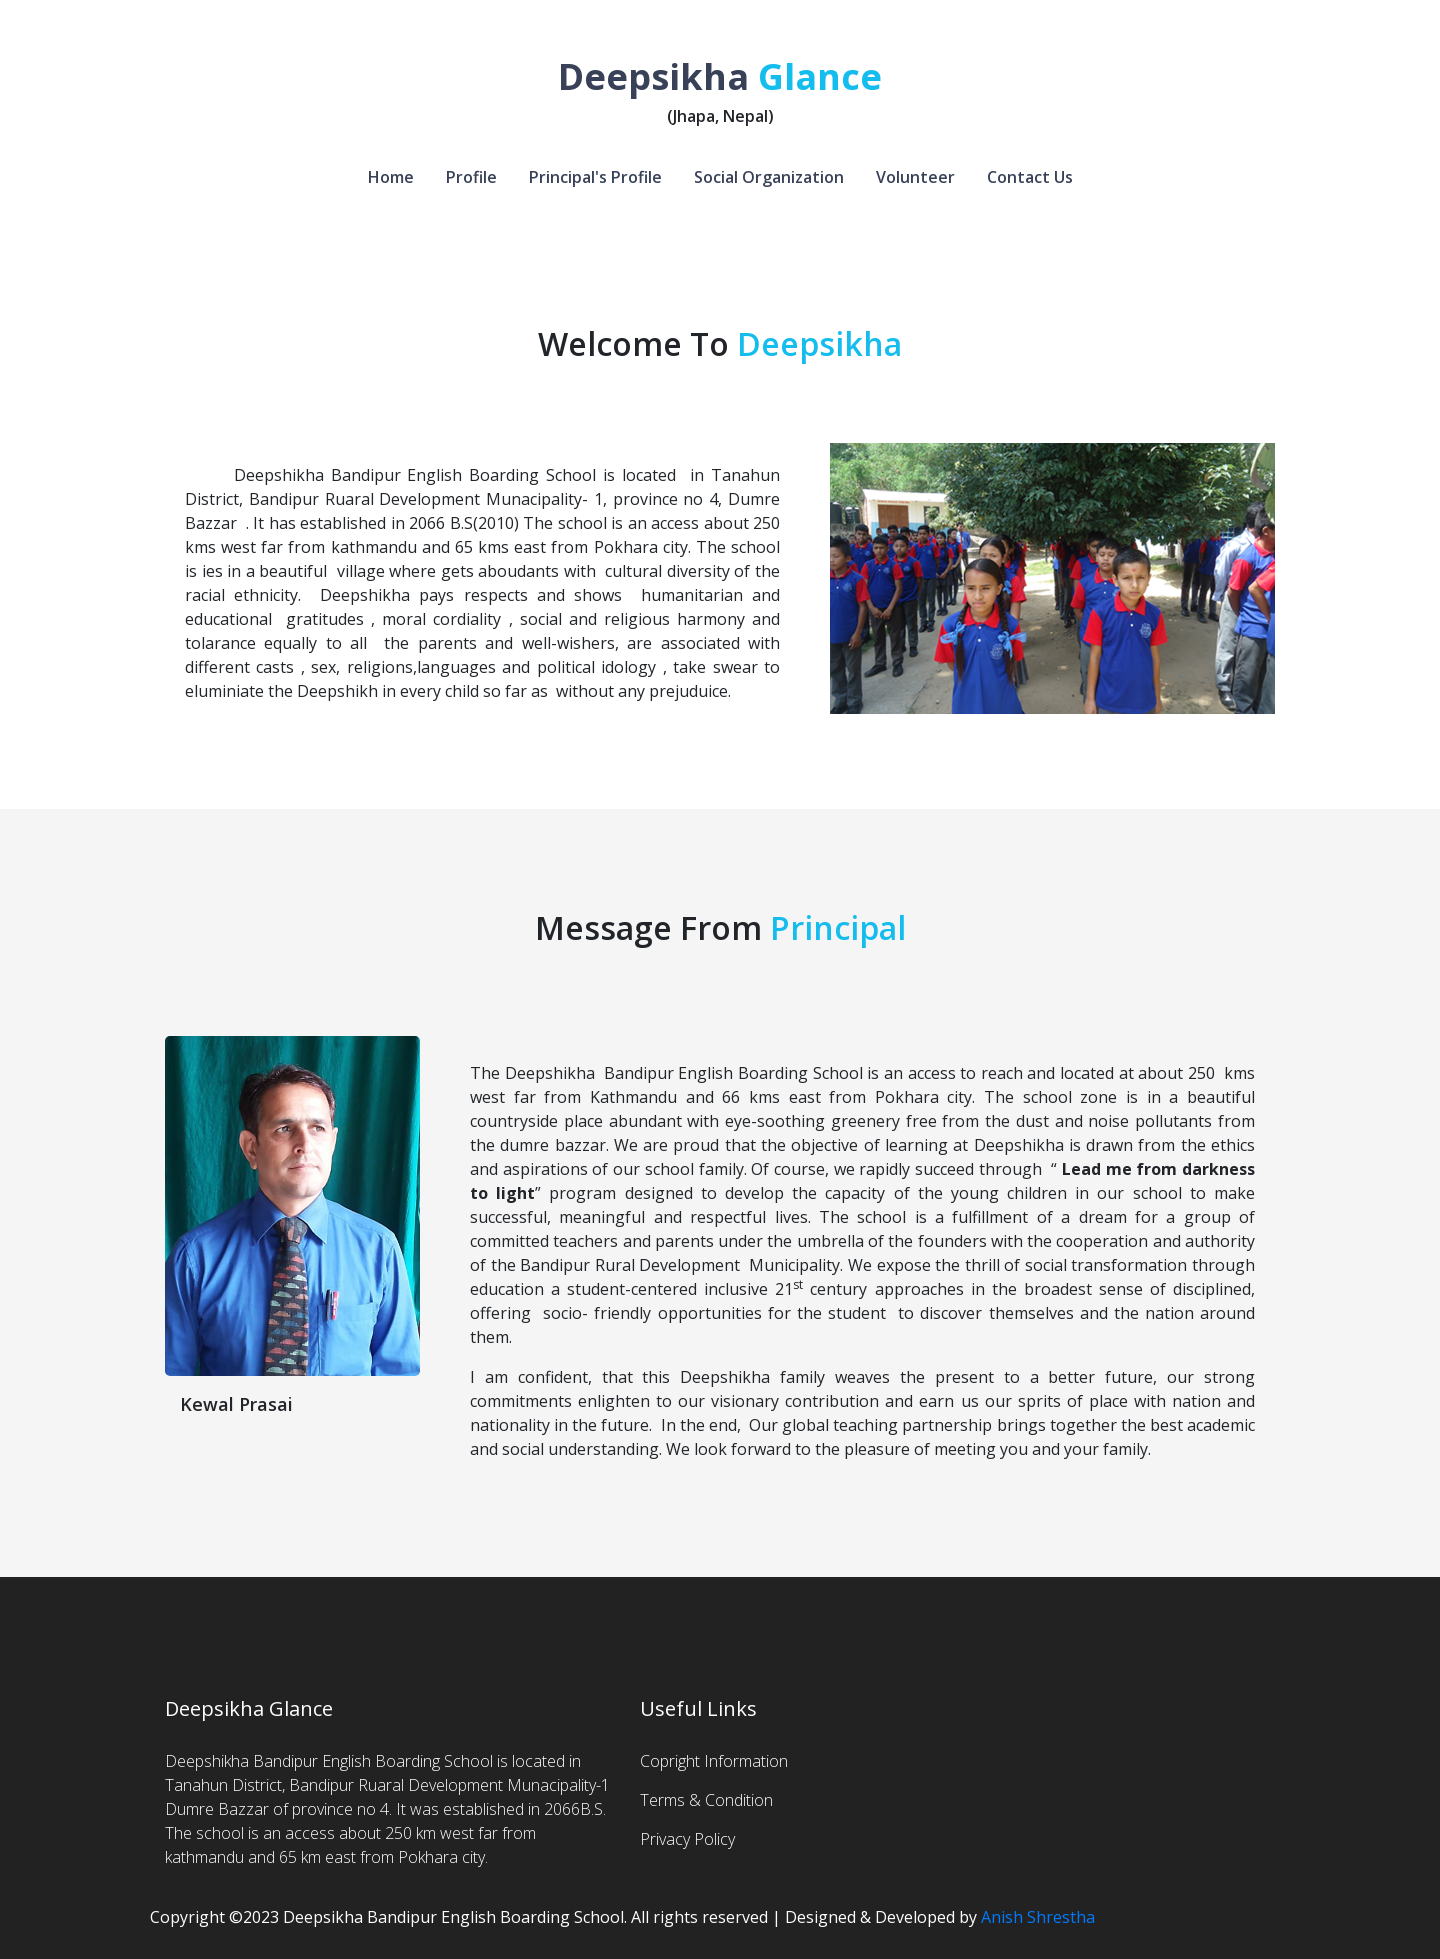 Deepsikha Glance
(Jhapa, Nepal)
Home Profile Principal's Profile Social Organization Volunteer Contact Us
Welcome To Deepsikha
Deepshikha Bandipur English Boarding School is located in Tanahun
District, Bandipur Ruaral Development Munacipality- 1, province no 4, Dumre
Bazzar . It has established in 2066 B.S(2010) The school is an access about 250
kms west far from kathmandu and 65 kms east from Pokhara city. The school
is ies in a beautiful village where gets aboudants with cultural diversity of the
racial ethnicity. Deepshikha pays respects and shows humanitarian and
educational gratitudes , moral cordiality , social and religious harmony and
tolarance equally to all the parents and well-wishers, are associated with
different casts , sex, religions,languages and political idology , take swear to
eluminiate the Deepshikh in every child so far as without any prejuduice.
Message From Principal
The Deepshikha Bandipur English Boarding School is an access to reach and located at about 250 kms
west far from Kathmandu and 66 kms east from Pokhara city. The school zone is in a beautiful
countryside place abundant with eye-soothing greenery free from the dust and noise pollutants from
the dumre bazzar. We are proud that the objective of learning at Deepshikha is drawn from the ethics
and aspirations of our school family. Of course, we rapidly succeed through “ Lead me from darkness
to light” program designed to develop the capacity of the young children in our school to make
successful, meaningful and respectful lives. The school is a fulfillment of a dream for a group of
committed teachers and parents under the umbrella of the founders with the cooperation and authority
of the Bandipur Rural Development Municipality. We expose the thrill of social transformation through
education a student-centered inclusive 21st century approaches in the broadest sense of disciplined,
offering socio- friendly opportunities for the student to discover themselves and the nation around
them.
I am confident, that this Deepshikha family weaves the present to a better future, our strong
commitments enlighten to our visionary contribution and earn us our sprits of place with nation and
nationality in the future. In the end, Our global teaching partnership brings together the best academic
and social understanding. We look forward to the pleasure of meeting you and your family.
Kewal Prasai
Deepsikha Glance
Deepshikha Bandipur English Boarding School is located in
Tanahun District, Bandipur Ruaral Development Munacipality-1
Dumre Bazzar of province no 4. It was established in 2066B.S.
The school is an access about 250 km west far from
kathmandu and 65 km east from Pokhara city.
Useful Links
Copright Information
Terms & Condition
Privacy Policy
Copyright ©2023 Deepsikha Bandipur English Boarding School. All rights reserved | Designed & Developed by Anish Shrestha